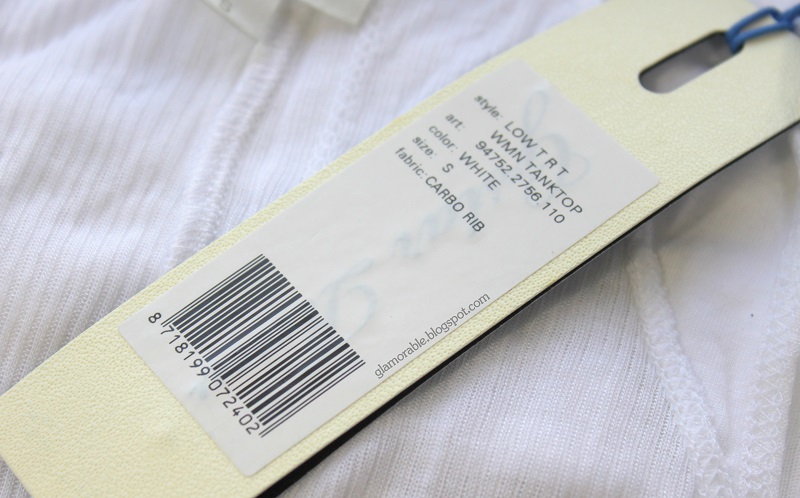 style: LOW T R T
WMN TANKTOP
art: 94752.2756.110
color: WHITE
size: S
fabric: CARBO RIB
8 718199 072402
glamorable.blogspot.com